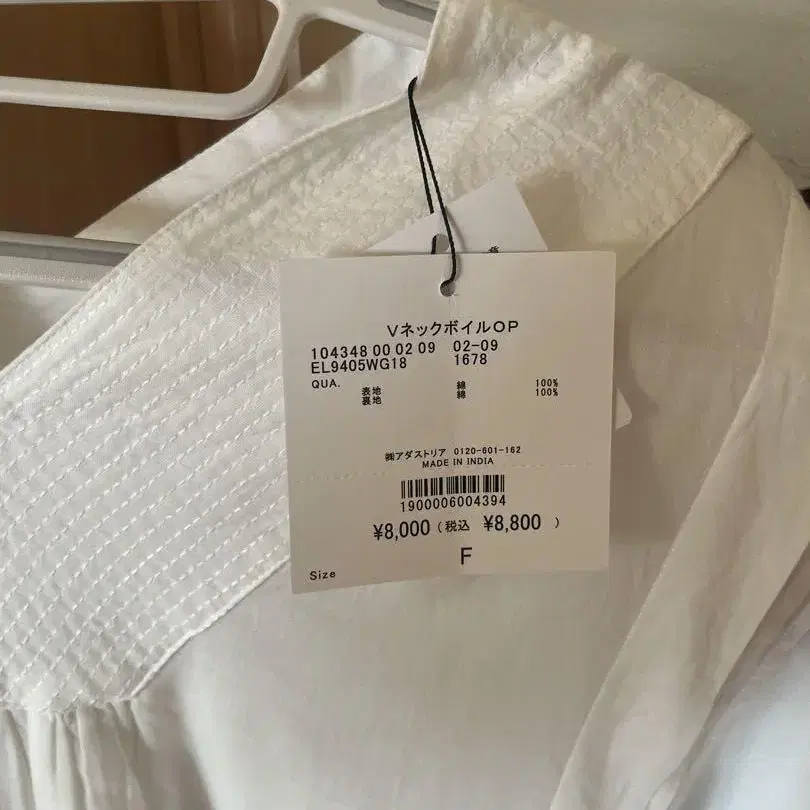 VネックボイルOP
104348 00 02 09 02-09
EL9405WG18 1678
QUA. 表地 綿 100%
裏地 綿 100%
㈱アダストリア 0120-601-162
MADE IN INDIA
1900006004394
¥8,000（税込 ¥8,800 ）
Size F